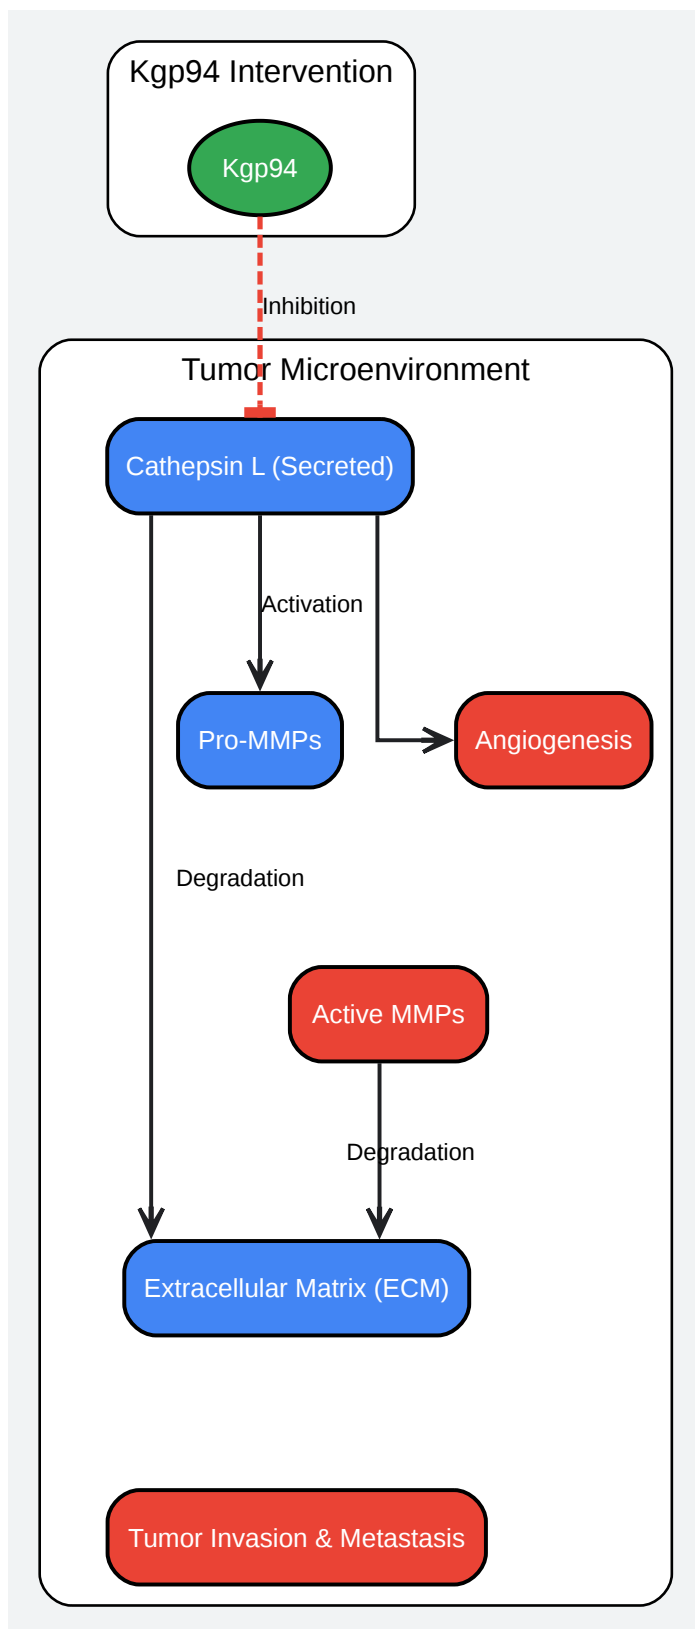 Kgp94 Intervention
Kgp94
Inhibition
Tumor Microenvironment
Cathepsin L (Secreted)
Activation
Pro-MMPs
Angiogenesis
Degradation
Active MMPs
Degradation
Extracellular Matrix (ECM)
Tumor Invasion & Metastasis